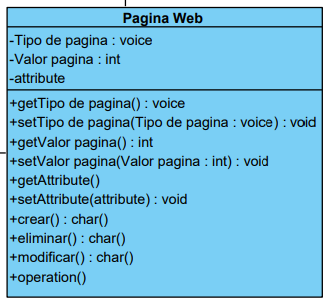 Pagina Web
-Tipo de pagina : voice
-Valor pagina : int
-attribute
+getTipo de pagina() : voice
+setTipo de pagina(Tipo de pagina : voice) : void
+getValor pagina() : int
+setValor pagina(Valor pagina : int) : void
+getAttribute()
+setAttribute(attribute) : void
+crear() : char()
+eliminar() : char()
+modificar() : char()
+operation()